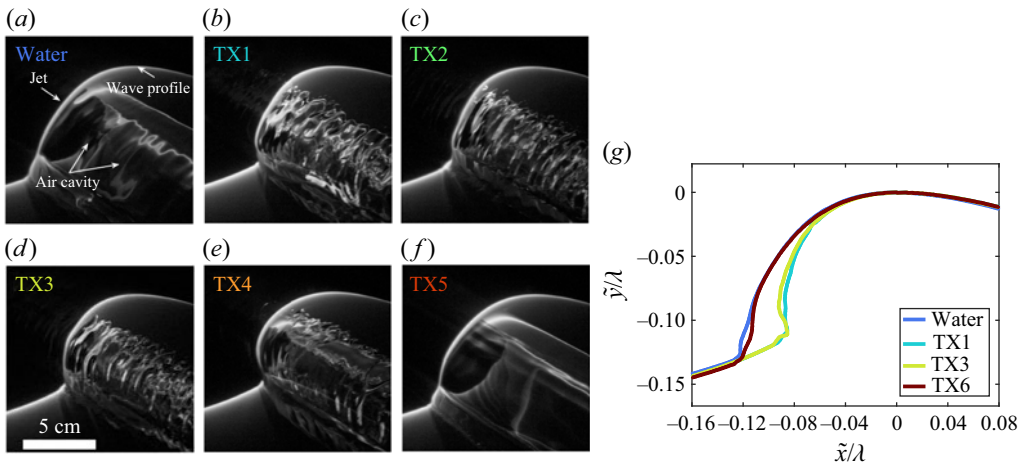 (a)
(b)
(c)
Water
TX1
TX2
Jet
Wave profile
Air cavity
(d)
(e)
(f)
TX3
TX4
TX5
5 cm
(g)
0
−0.05
−0.10
−0.15
ỹ/λ
Water
TX1
TX3
TX6
−0.16 −0.12 −0.08 −0.04 0 0.04 0.08
x̃/λ